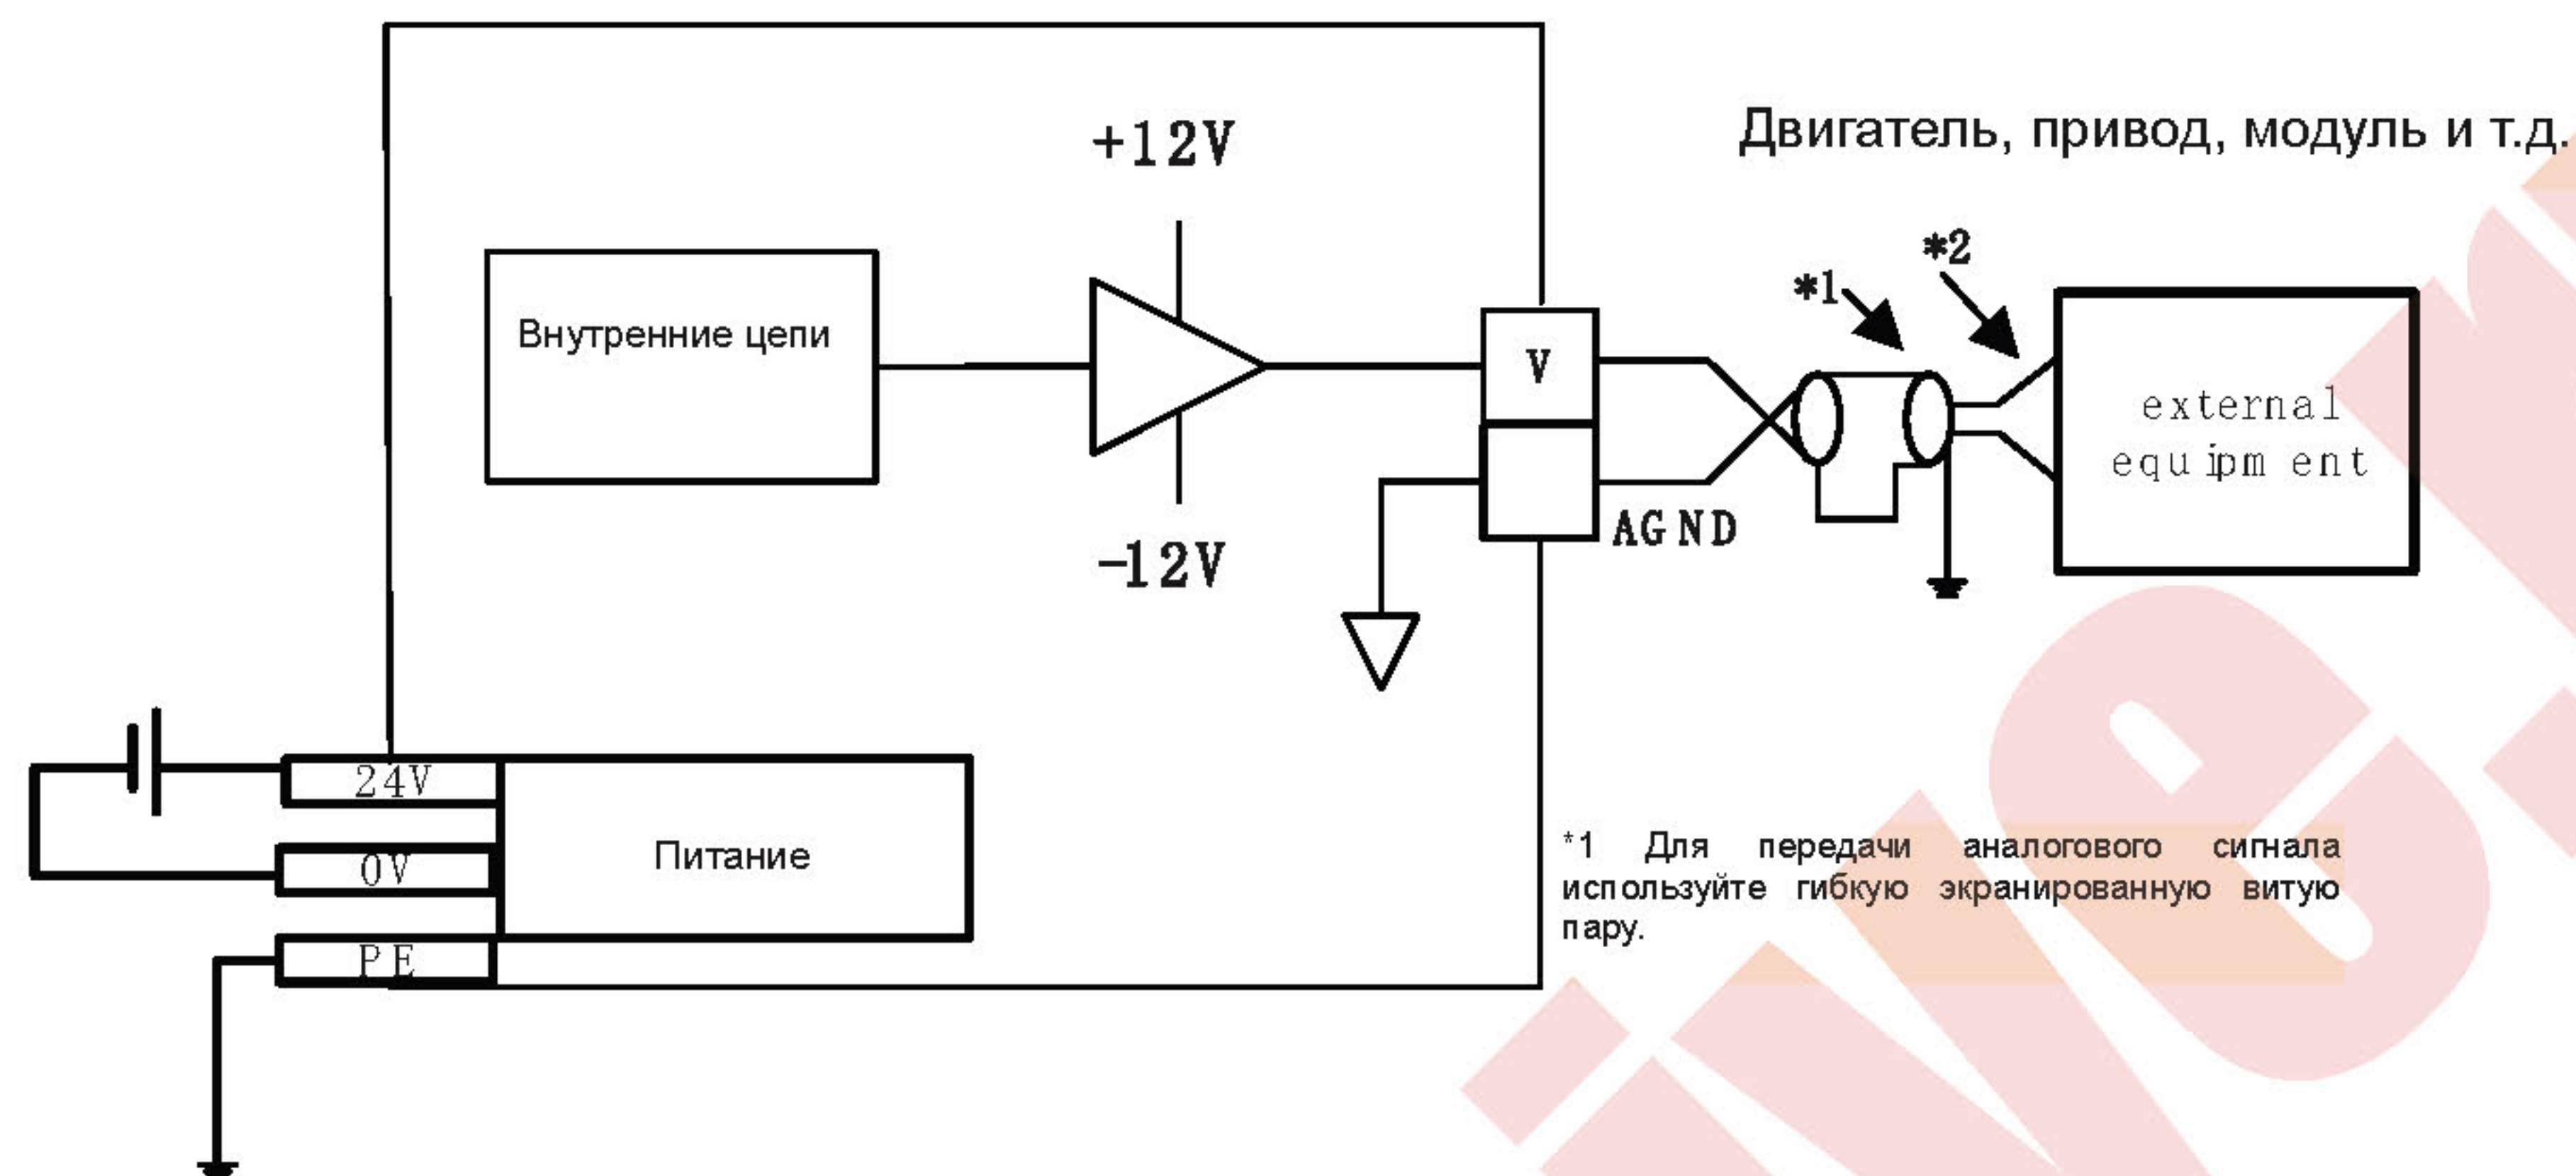 +12V
Двигатель, привод, модуль и т.д.
*2
*1
Внутренние цепи
V
external
equipment
AGND
-12V
24V
0V
Питание
PE
*1 Для передачи аналогового сигнала
используйте гибкую экранированную витую
пару.